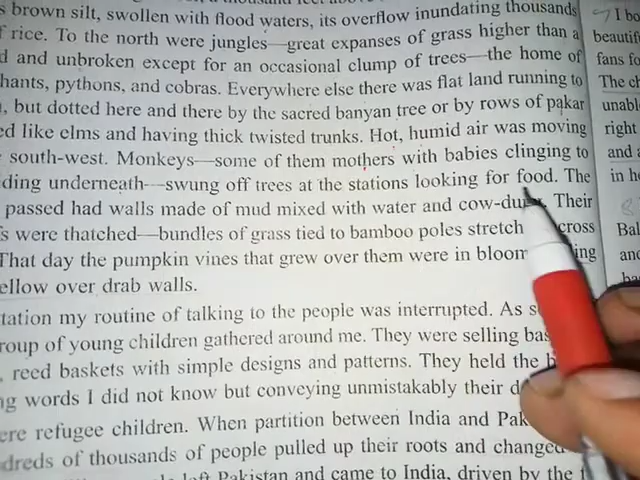 brown silt, swollen with flood waters, its overflow inundating thousands
rice. To the north were jungles—great expanses of grass higher than a
and unbroken except for an occasional clump of trees—the home of
hants, pythons, and cobras. Everywhere else there was flat land running to
, but dotted here and there by the sacred banyan tree or by rows of pakar
ed like elms and having thick twisted trunks. Hot, humid air was moving
south-west. Monkeys—some of them mothers with babies clinging to
ding underneath—swung off trees at the stations looking for food. The
passed had walls made of mud mixed with water and cow-dung. Their
s were thatched—bundles of grass tied to bamboo poles stretch cross
That day the pumpkin vines that grew over them were in bloom ing
ellow over drab walls.
tation my routine of talking to the people was interrupted. As s
roup of young children gathered around me. They were selling bas
, reed baskets with simple designs and patterns. They held the b
ng words I did not know but conveying unmistakably their d
ere refugee children. When partition between India and Pak
dreds of thousands of people pulled up their roots and changed
left Pakistan and came to India, driven by the f
I bo
beautif
fans fo
The ch
unabl
right
and a
in he
Bal
and